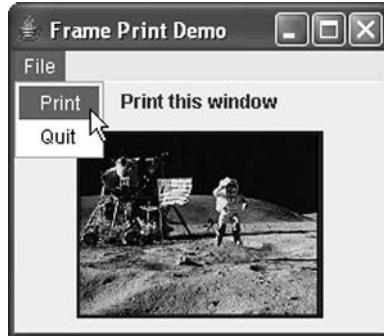 Frame Print Demo
File
Print
Print this window
Quit